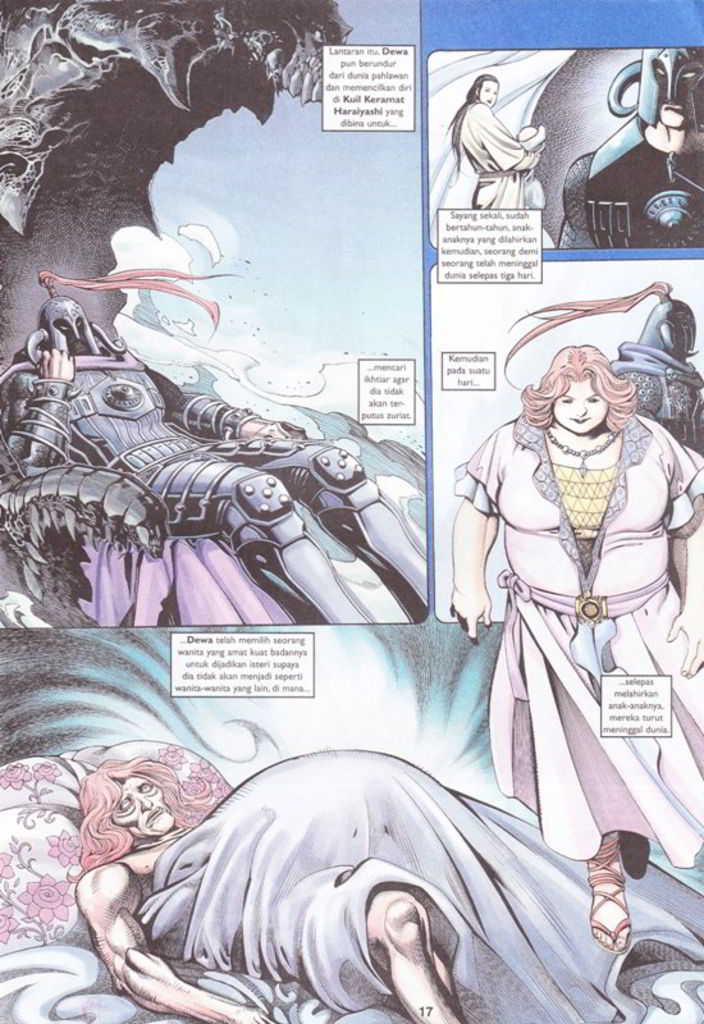 Lantaran itu, Dewa
pun berundur
dari dunia pahlawan
dan memencilkan diri
di Kuil Keramat
Haraiyashi yang
dibina untuk...
...mencari
ikhtiar agar
dia tidak
akan ter-
putus zuriat.
Sayang sekali, sudah
bertahun-tahun, anak-
anaknya yang dilahirkan
kemudian, seorang demi
seorang telah meninggal
dunia selepas tiga hari.
Kemudian
pada suatu
hari...
...Dewa telah memilih seorang
wanita yang amat kuat badannya
untuk dijadikan isteri supaya
dia tidak akan menjadi seperti
wanita-wanita yang lain, di mana...
...selepas
melahirkan
anak-anaknya,
mereka turut
meninggal dunia.
17